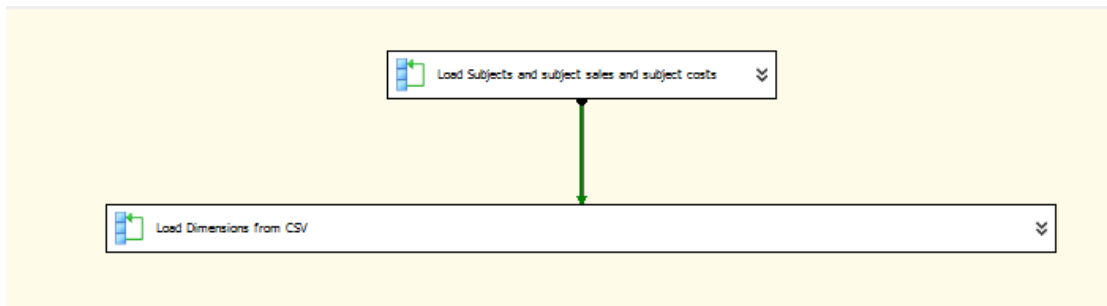 Load Subjects and subject sales and subject costs
Load Dimensions from CSV